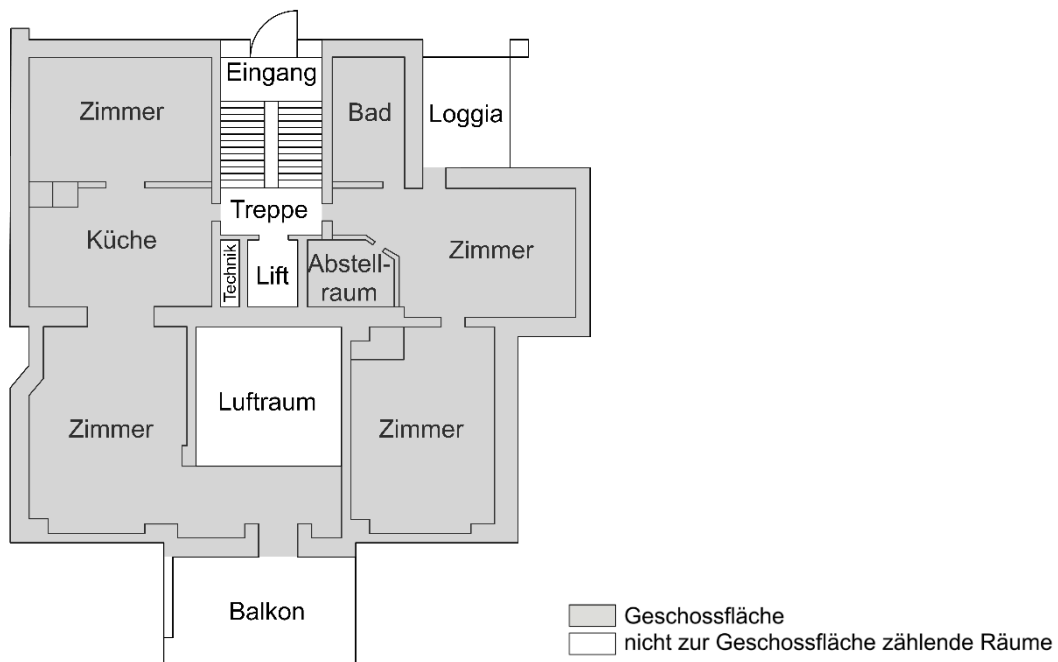 Eingang
Zimmer
Bad
Loggia
Treppe
Küche
Zimmer
Technik
Lift
Abstell-
raum
Luftraum
Zimmer
Zimmer
Balkon
Geschossfläche
nicht zur Geschossfläche zählende Räume